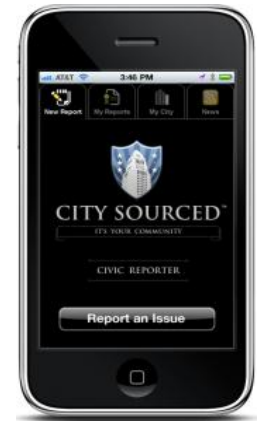 AT&T 3:46 PM
New Report My Reports My City News
CITY SOURCED™
IT'S YOUR COMMUNITY
CIVIC REPORTER
Report an Issue